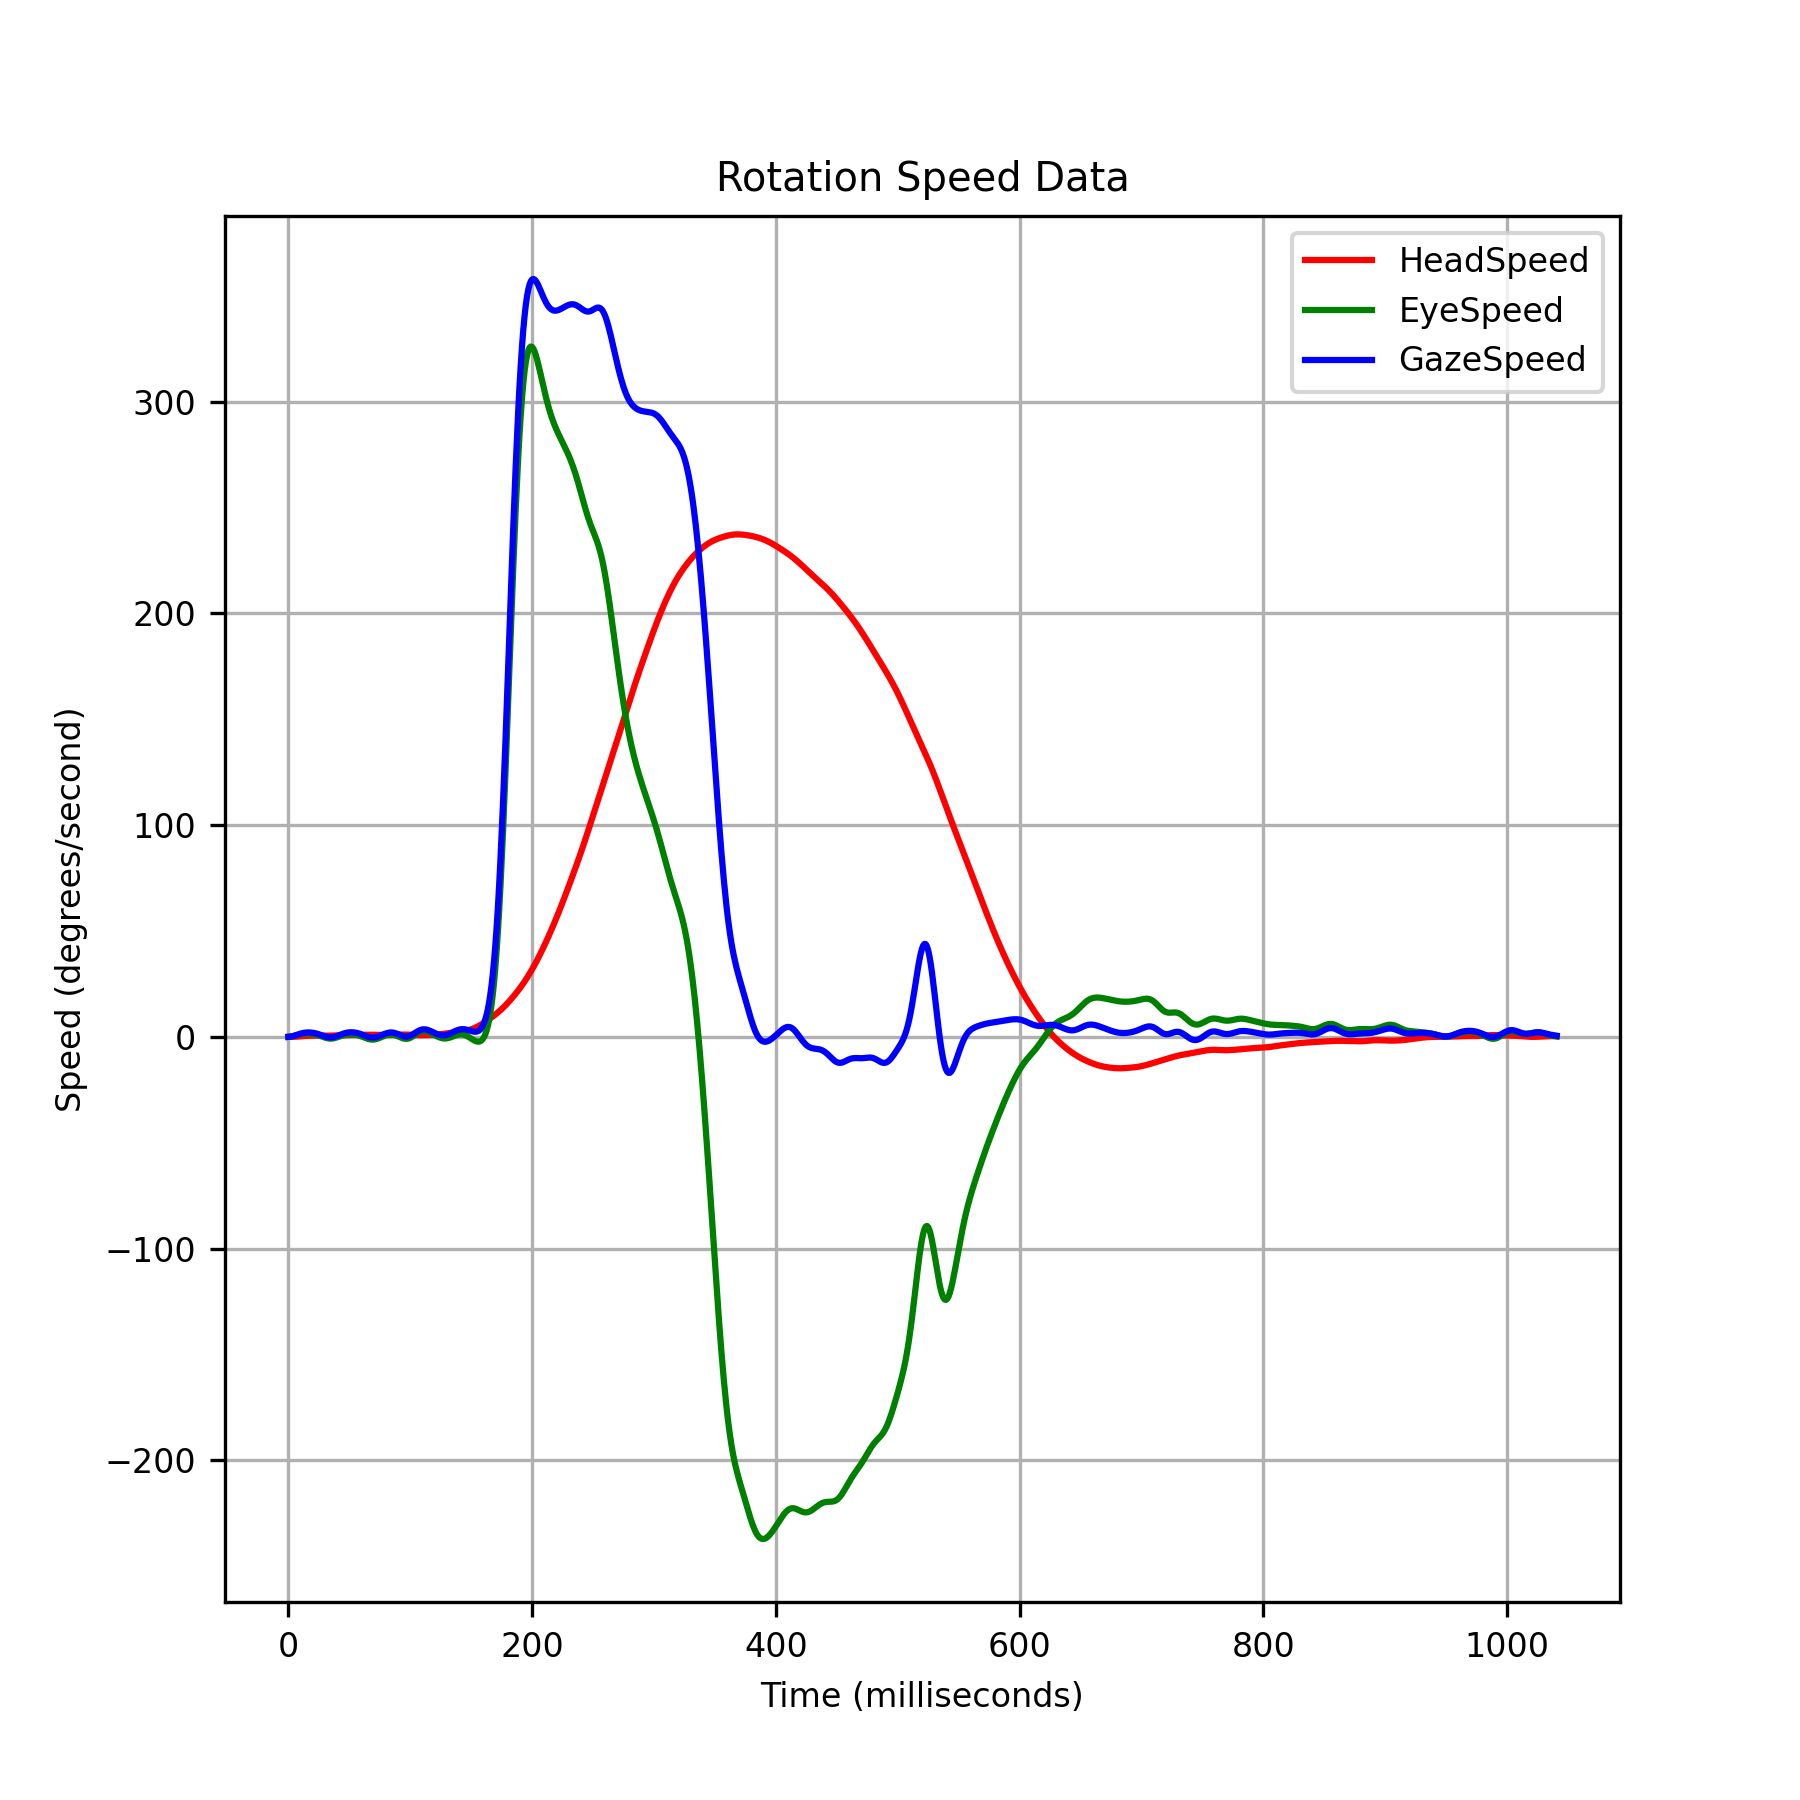 Rotation Speed Data
HeadSpeed
EyeSpeed
GazeSpeed
Speed (degrees/second)
300
200
100
0
−100
−200
0 200 400 600 800 1000
Time (milliseconds)